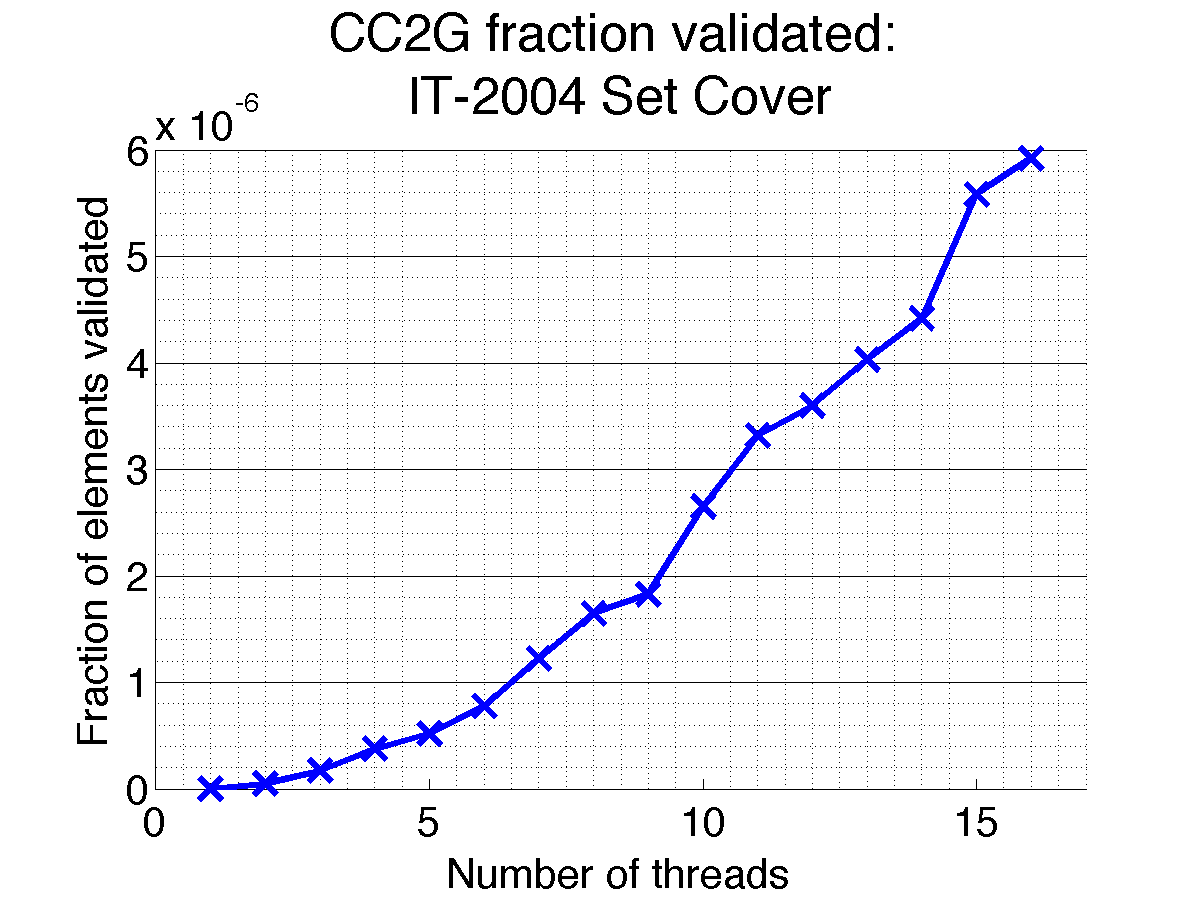 CC2G fraction validated:
IT-2004 Set Cover
x 10^-6
6
5
4
3
2
1
0
Fraction of elements validated
0 5 10 15
Number of threads